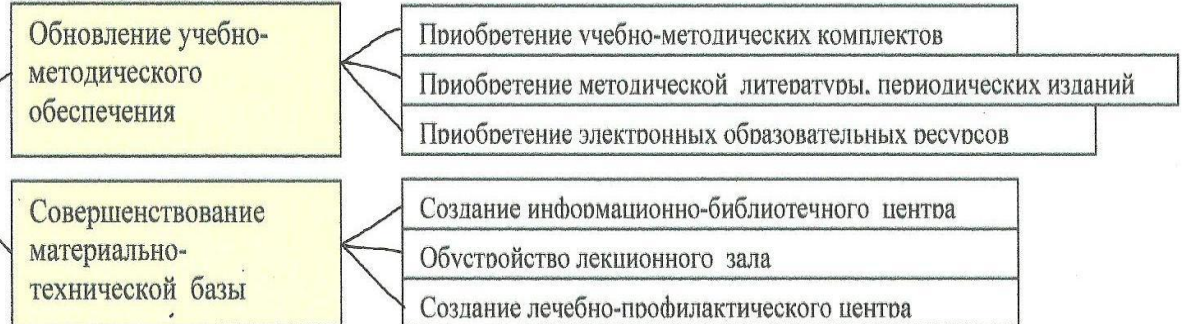 Обновление учебно-
методического
обеспечения
Приобретение учебно-методических комплектов
Приобретение методической литературы, периодических изданий
Приобретение электронных образовательных ресурсов
Совершенствование
материально-
технической базы
Создание информационно-библиотечного центра
Обустройство лекционного зала
Создание лечебно-профилактического центра